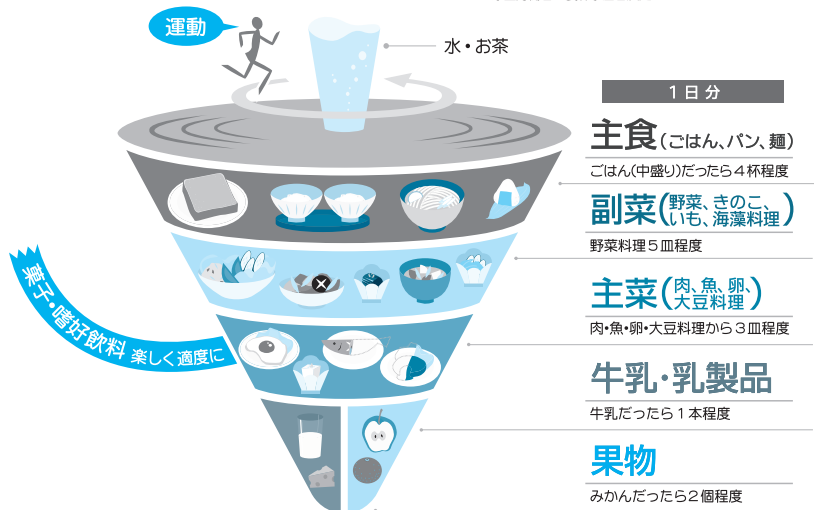 運動
水・お茶
1日分
主食(ごはん、パン、麺)
ごはん(中盛り)だったら4杯程度
副菜(野菜、きのこ、
いも、海藻料理)
野菜料理5皿程度
主菜(肉、魚、卵、
大豆料理)
肉・魚・卵・大豆料理から3皿程度
菓子・嗜好飲料 楽しく適度に
牛乳・乳製品
牛乳だったら1本程度
果物
みかんだったら2個程度